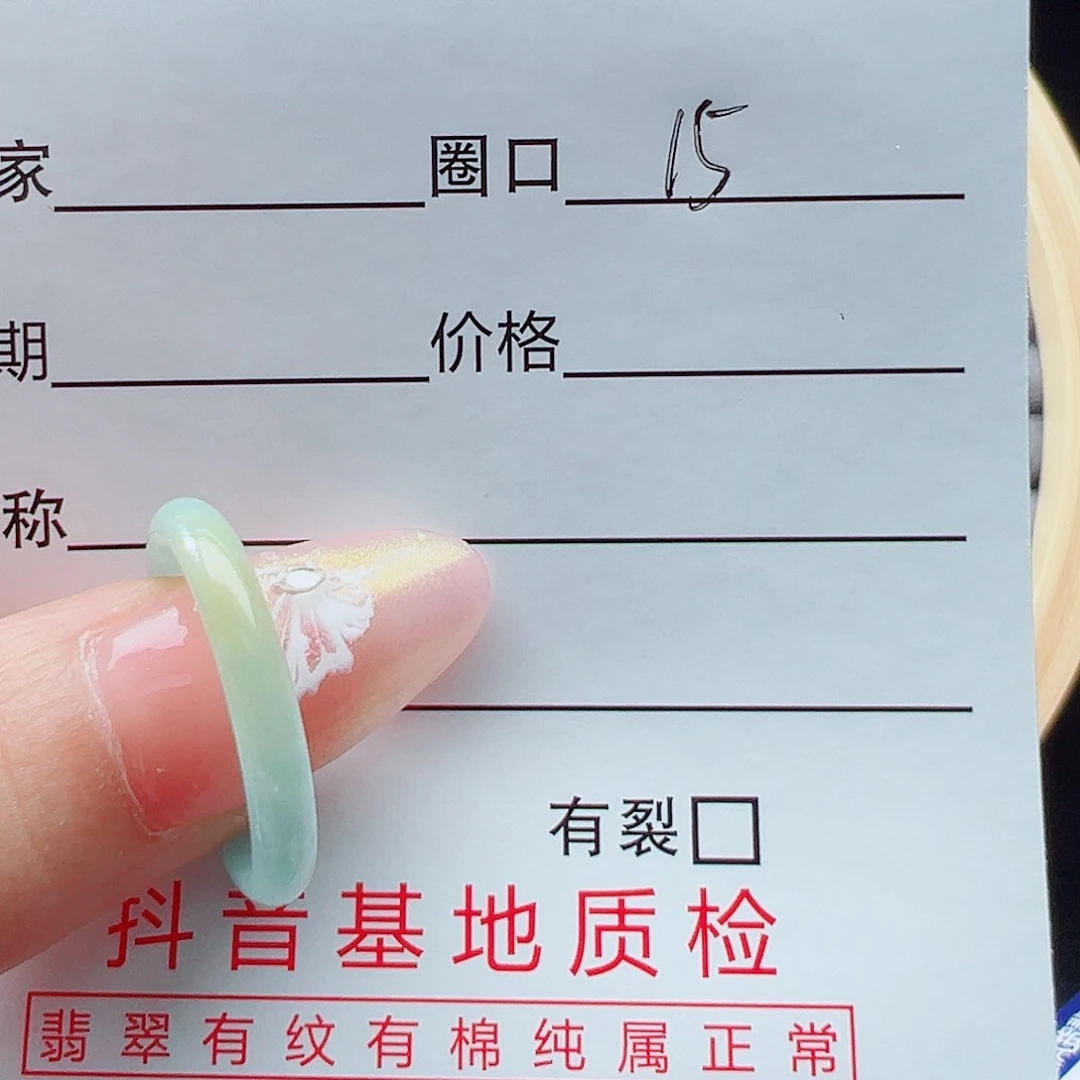 家 圈口 15
期 价格
称
有裂
抖音基地质检
翡翠有纹有棉纯属正常